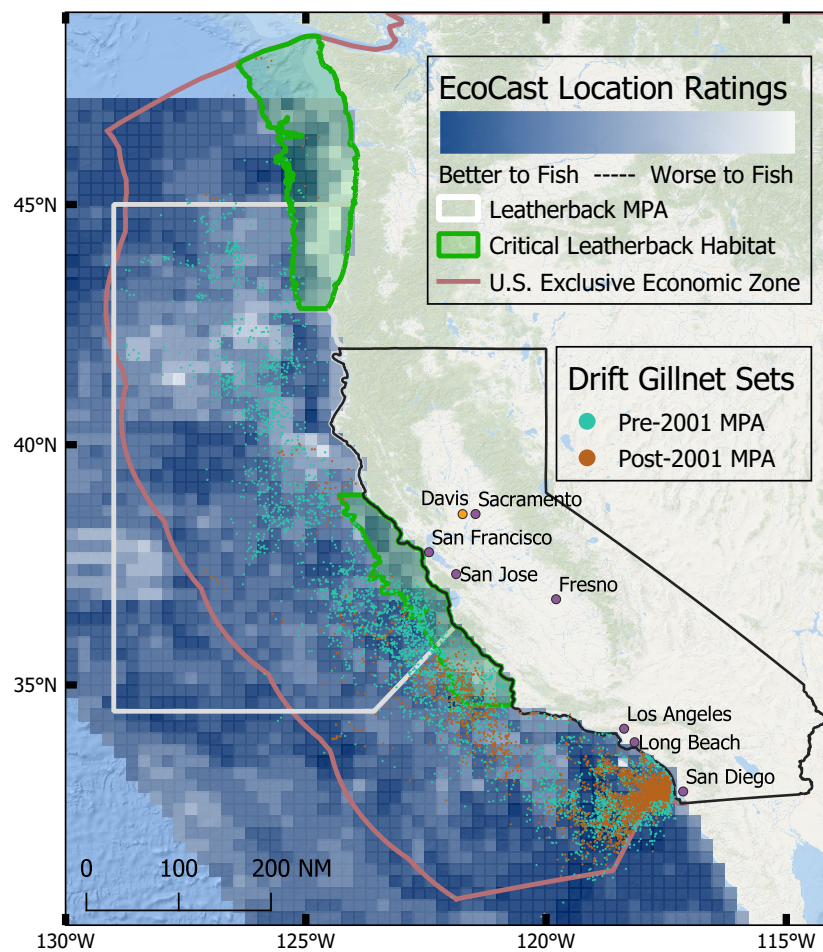 EcoCast Location Ratings
Better to Fish ----- Worse to Fish
Leatherback MPA
Critical Leatherback Habitat
U.S. Exclusive Economic Zone
45°N
Drift Gillnet Sets
Pre-2001 MPA
Post-2001 MPA
40°N
Davis
Sacramento
San Francisco
San Jose
Fresno
35°N
Los Angeles
Long Beach
San Diego
0 100 200 NM
130°W 125°W 120°W 115°W